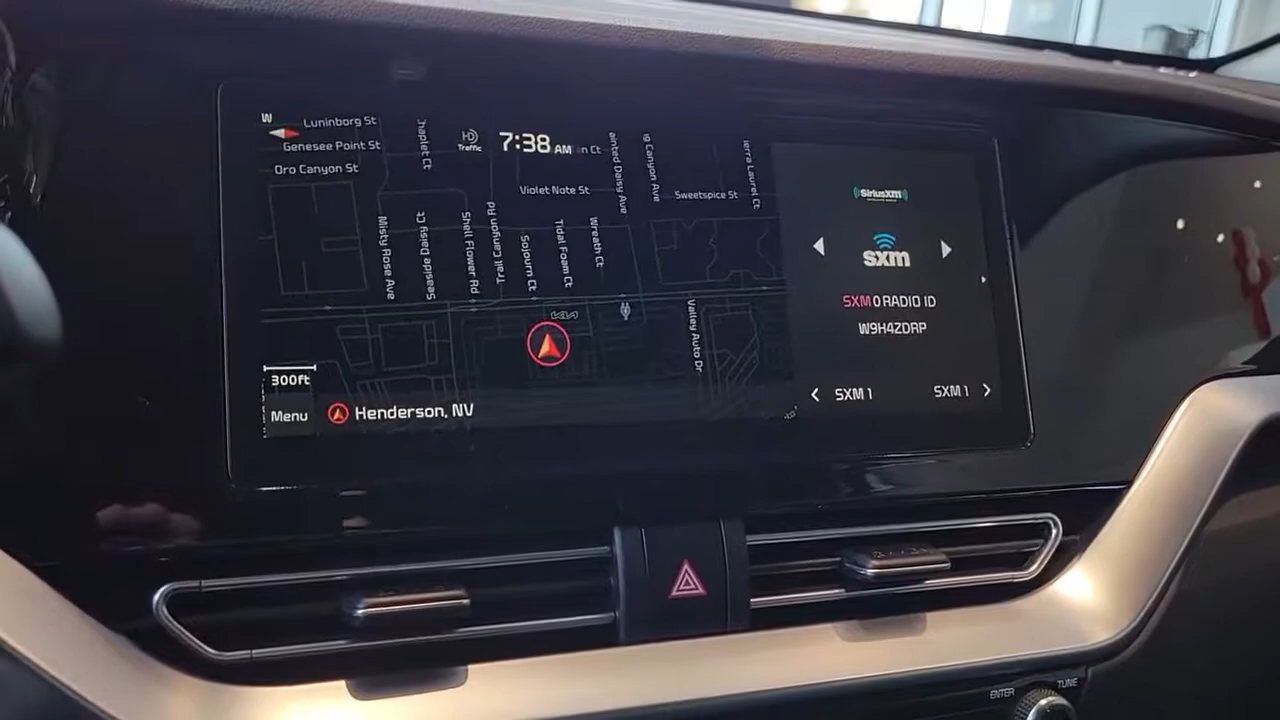 W
Luninborg St
Genesee Point St
Oro Canyon St
HD
Traffic
7:38 AM
n Ct
Violet Note St
Sweetspice St
Misty Rose Ave
Seaside Daisy Ct
Shell Flower Rd
Trail Canyon Rd
Sojourn Ct
Tidal Foam Ct
Wreath Ct
Canyon Ave
Laurel Ct
Daisy Ave
Valley Auto Dr
KIA
300ft
Menu
Henderson, NV
SiriusXM
sxm
SXM 0 RADIO ID
W9H4ZDRP
SXM 1
SXM 1
ENTER
TUNE